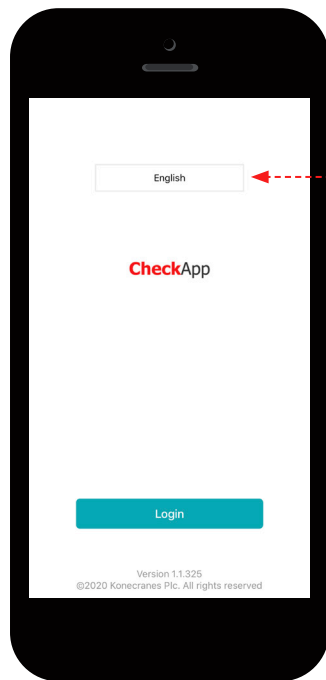 English
CheckApp
Login
Version 1.1.325
©2020 Konecranes Plc. All rights reserved